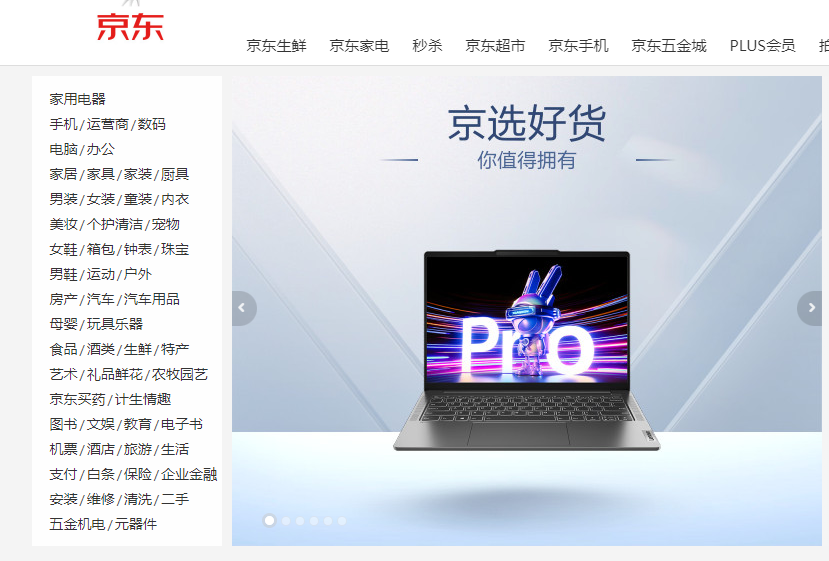 京东
京东生鲜 京东家电 秒杀 京东超市 京东手机 京东五金城 PLUS会员
家用电器
手机/运营商/数码
电脑/办公
家居/家具/家装/厨具
男装/女装/童装/内衣
美妆/个护清洁/宠物
女鞋/箱包/钟表/珠宝
男鞋/运动/户外
房产/汽车/汽车用品
母婴/玩具乐器
食品/酒类/生鲜/特产
艺术/礼品鲜花/农牧园艺
京东买药/计生情趣
图书/文娱/教育/电子书
机票/酒店/旅游/生活
支付/白条/保险/企业金融
安装/维修/清洗/二手
五金机电/元器件
京选好货
你值得拥有
Pro